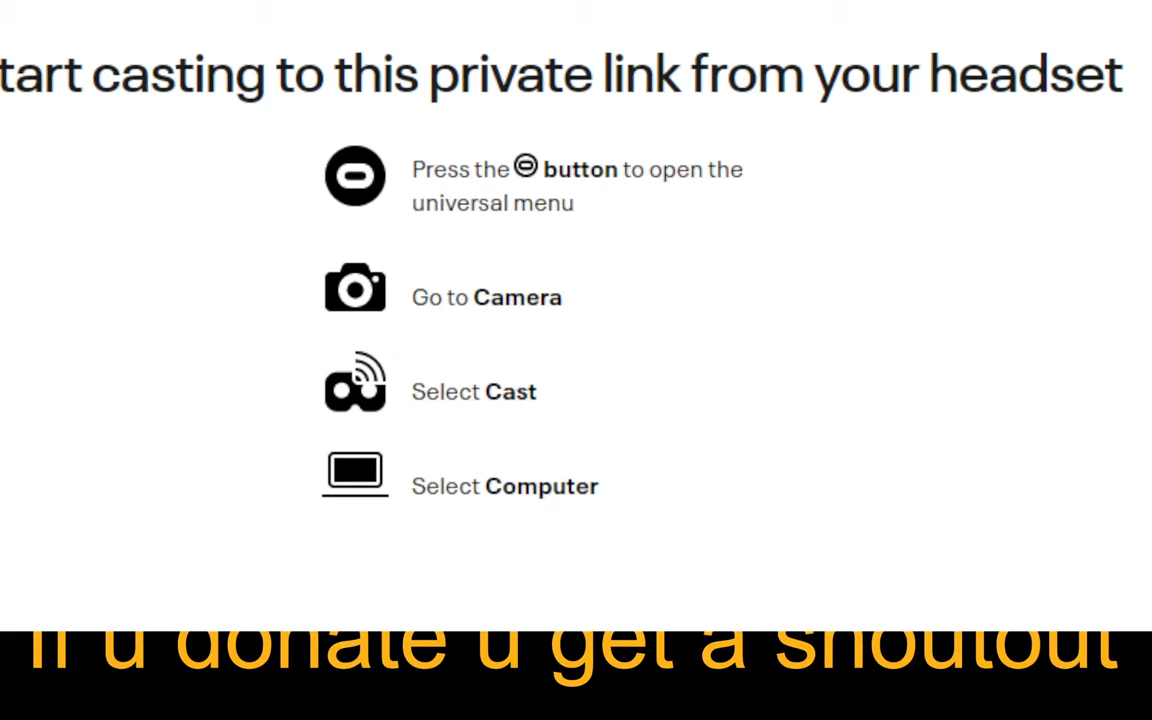 tart casting to this private link from your headset
Press the button to open the
universal menu
Go to Camera
Select Cast
Select Computer
If u donate u get a shoutout